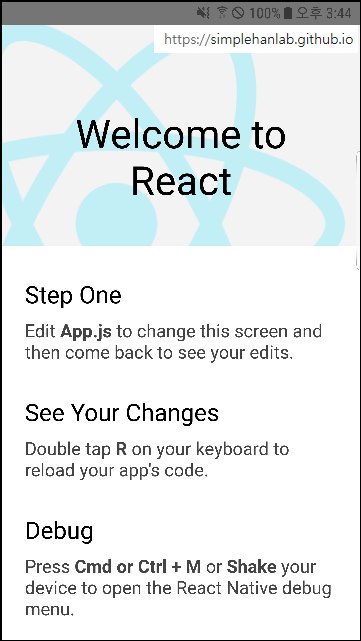 100% 오후 3:44
https://simplehanlab.github.io
Welcome to
React
Step One
Edit App.js to change this screen and
then come back to see your edits.
See Your Changes
Double tap R on your keyboard to
reload your app's code.
Debug
Press Cmd or Ctrl + M or Shake your
device to open the React Native debug
menu.